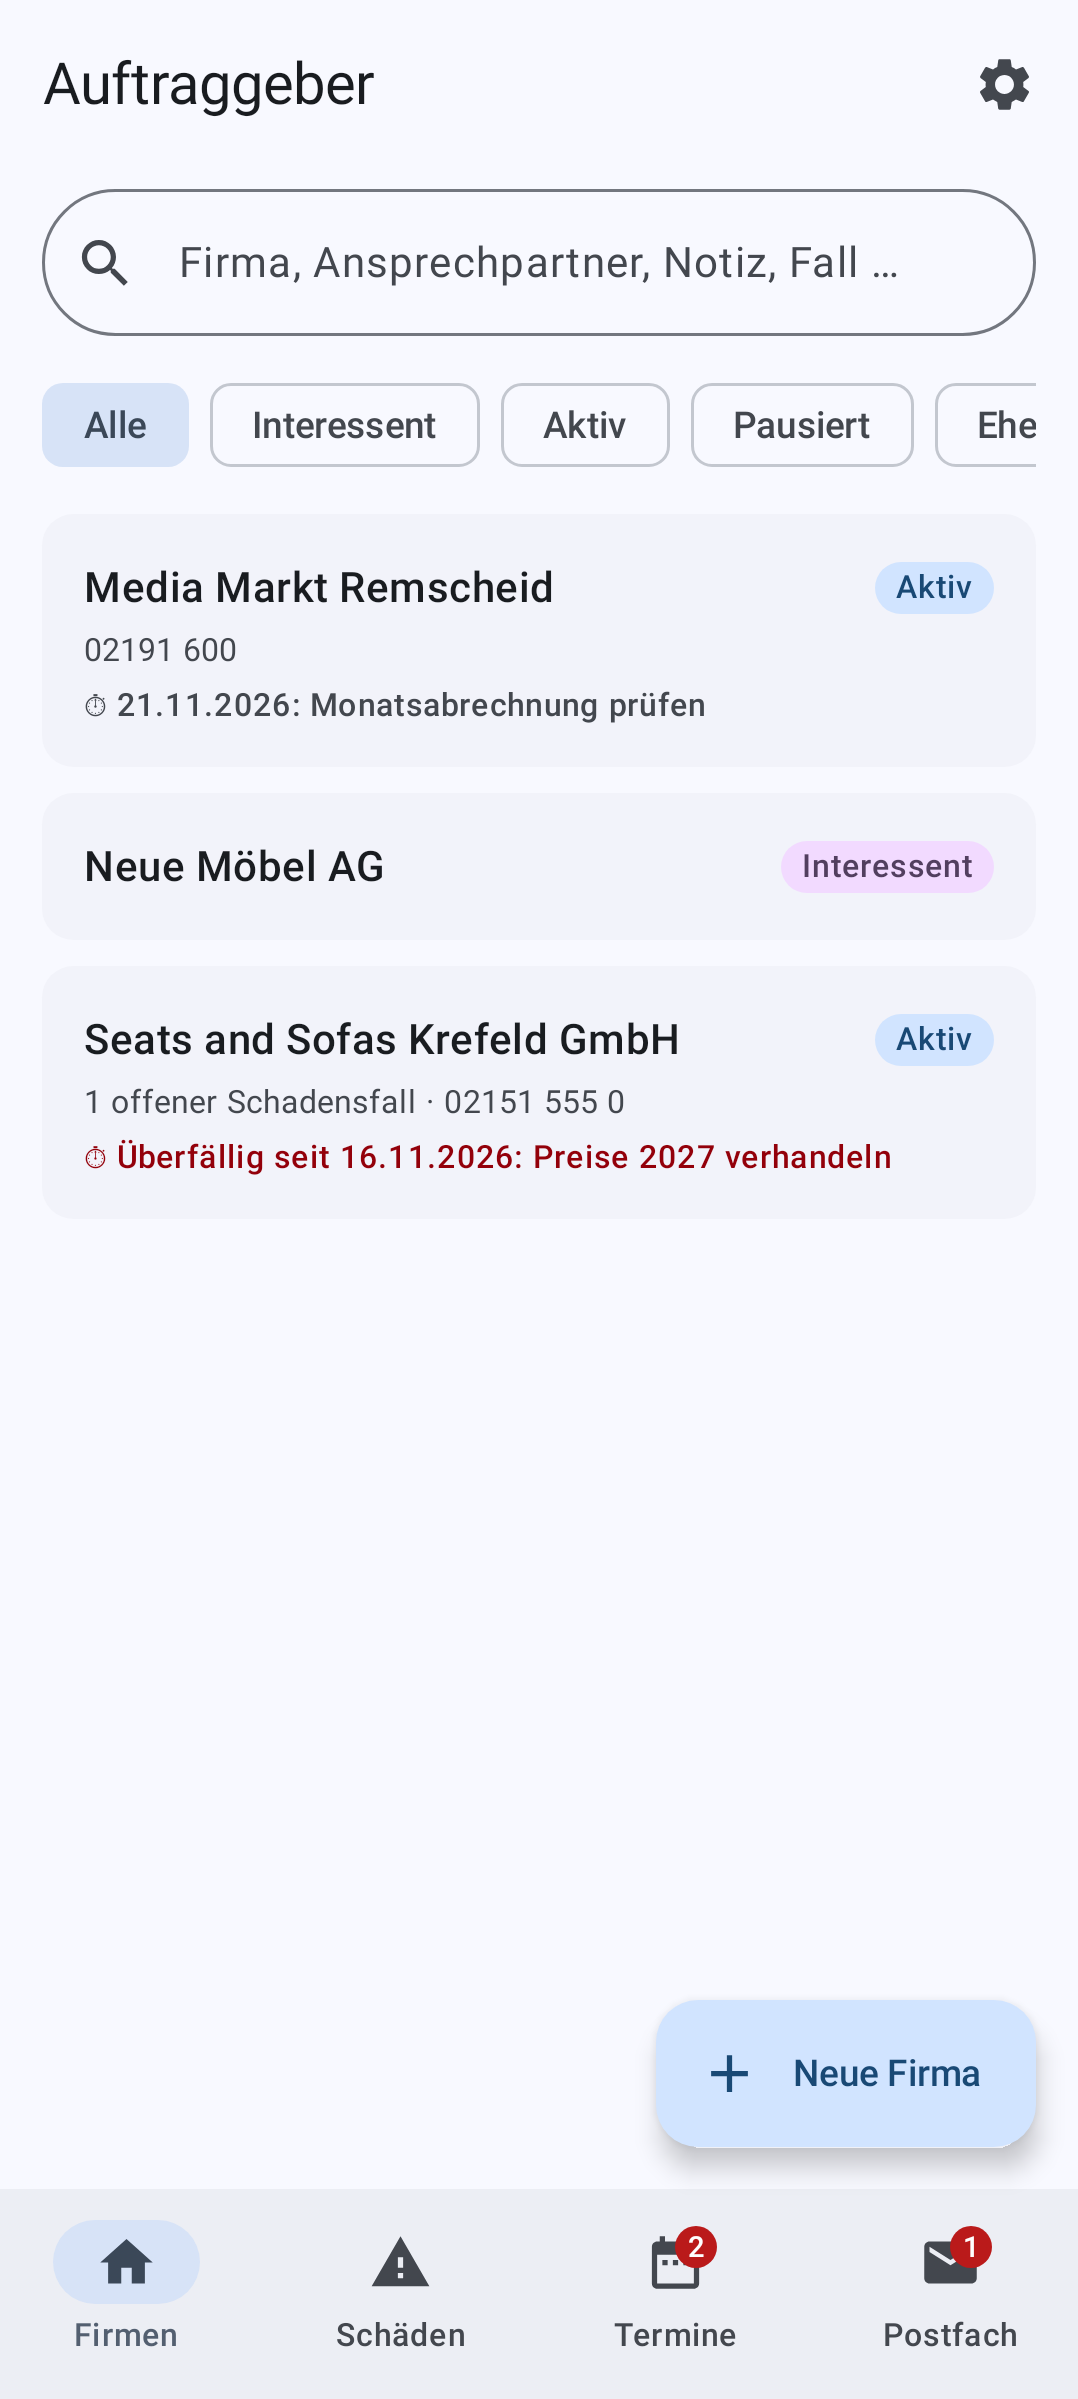 Auftraggeber
Firma, Ansprechpartner, Notiz, Fall …
Alle Interessent Aktiv Pausiert Ehe
Media Markt Remscheid Aktiv
02191 600
⏱ 21.11.2026: Monatsabrechnung prüfen
Neue Möbel AG Interessent
Seats and Sofas Krefeld GmbH Aktiv
1 offener Schadensfall · 02151 555 0
⏱ Überfällig seit 16.11.2026: Preise 2027 verhandeln
+ Neue Firma
2 1
Firmen Schäden Termine Postfach